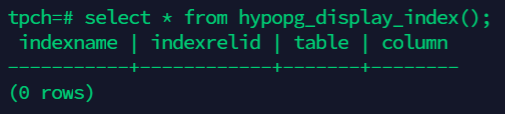 tpch=# select * from hypopg_display_index();
 indexname | indexrelid | table | column
-----------+------------+-------+--------
(0 rows)